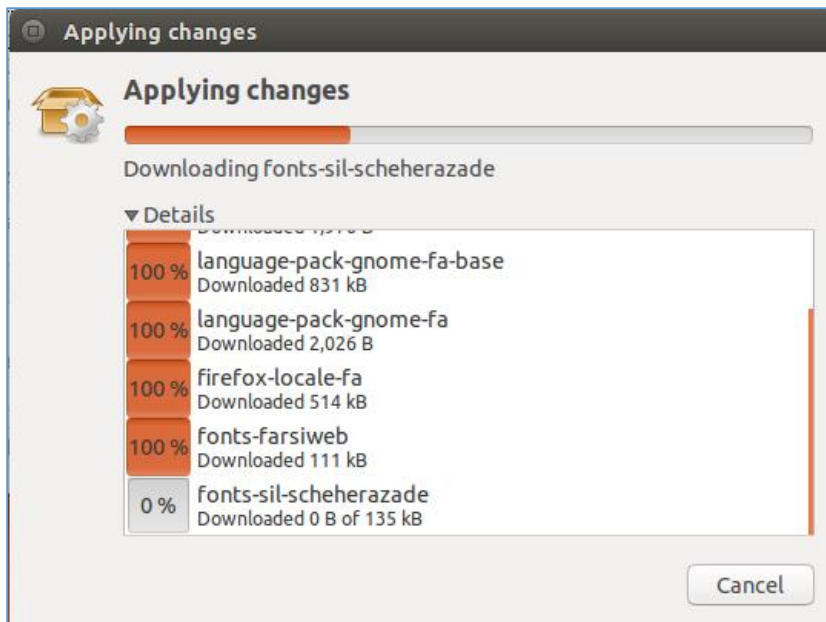 Applying changes
Applying changes
Downloading fonts-sil-scheherazade
Details
100 %
language-pack-gnome-fa-base
Downloaded 831 kB
100 %
language-pack-gnome-fa
Downloaded 2,026 B
100 %
firefox-locale-fa
Downloaded 514 kB
100 %
fonts-farsiweb
Downloaded 111 kB
0 %
fonts-sil-scheherazade
Downloaded 0 B of 135 kB
Cancel